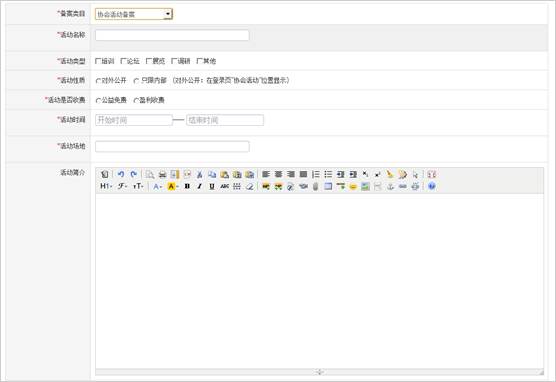 *备案类目 协会活动备案
*活动名称
*活动类型 培训 论坛 展览 调研 其他
*活动性质 对外公开 只限内部 (对外公开：在登录页"协会活动"位置显示)
*活动是否收费 公益免费 盈利收费
*活动时间 开始时间 —— 结束时间
*活动场地
活动简介
H1 F тT A A B I U ABC